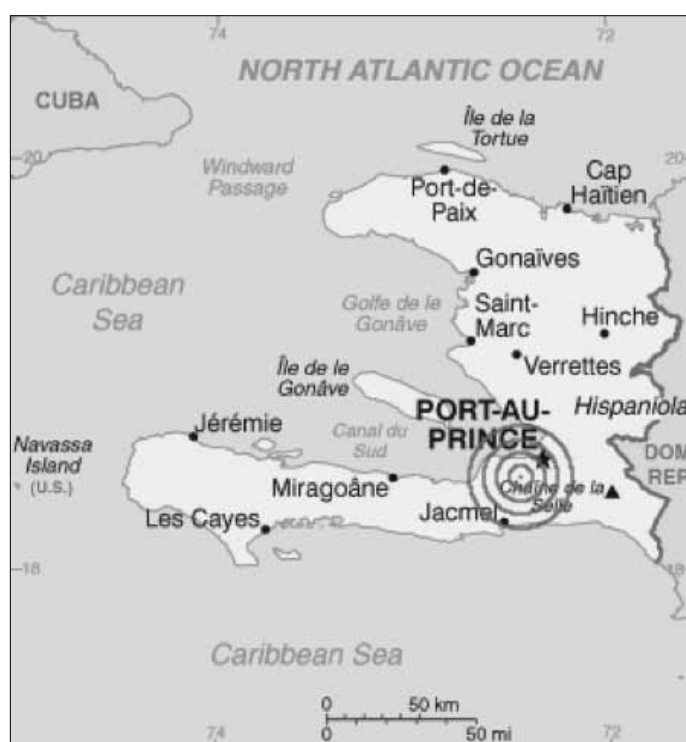 74
72
NORTH ATLANTIC OCEAN
CUBA
Île de la
Tortue
20
20
Windward
Passage
Port-de-
Paix
Cap
Haïtien
Gonaïves
Caribbean
Sea
Golfe de le
Gonâve
Saint-
Marc
Hinche
Verrettes
Île de le
Gonâve
PORT-AU-
PRINCE
Hispaniola
Jérémie
Canal du
Sud
Navassa
Island
(U.S.)
DOM
REP
Miragoâne
Chaîne de la
Selle
Les Cayes
Jacmel
18
18
Caribbean Sea
0
50 km
0
50 mi
74
72